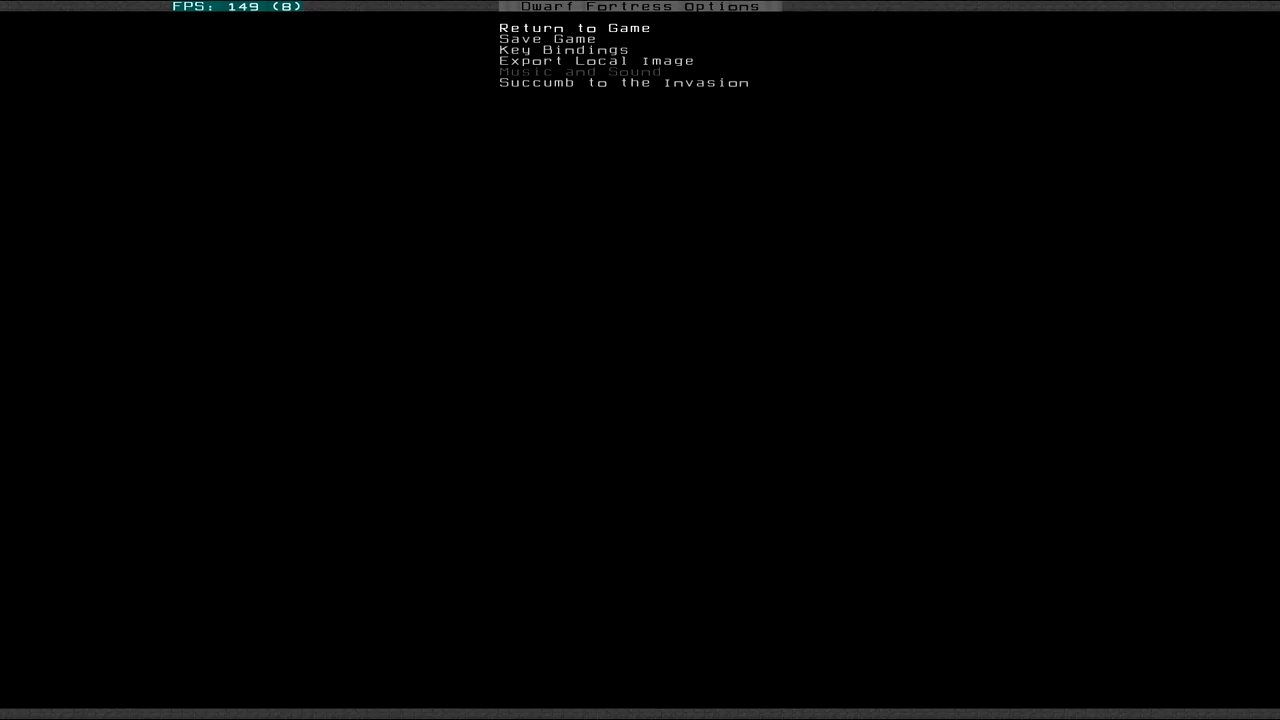 FPS: 149 (8)
Dwarf Fortress Options
Return to Game
Save Game
Key Bindings
Export Local Image
Music and Sound
Succumb to the Invasion